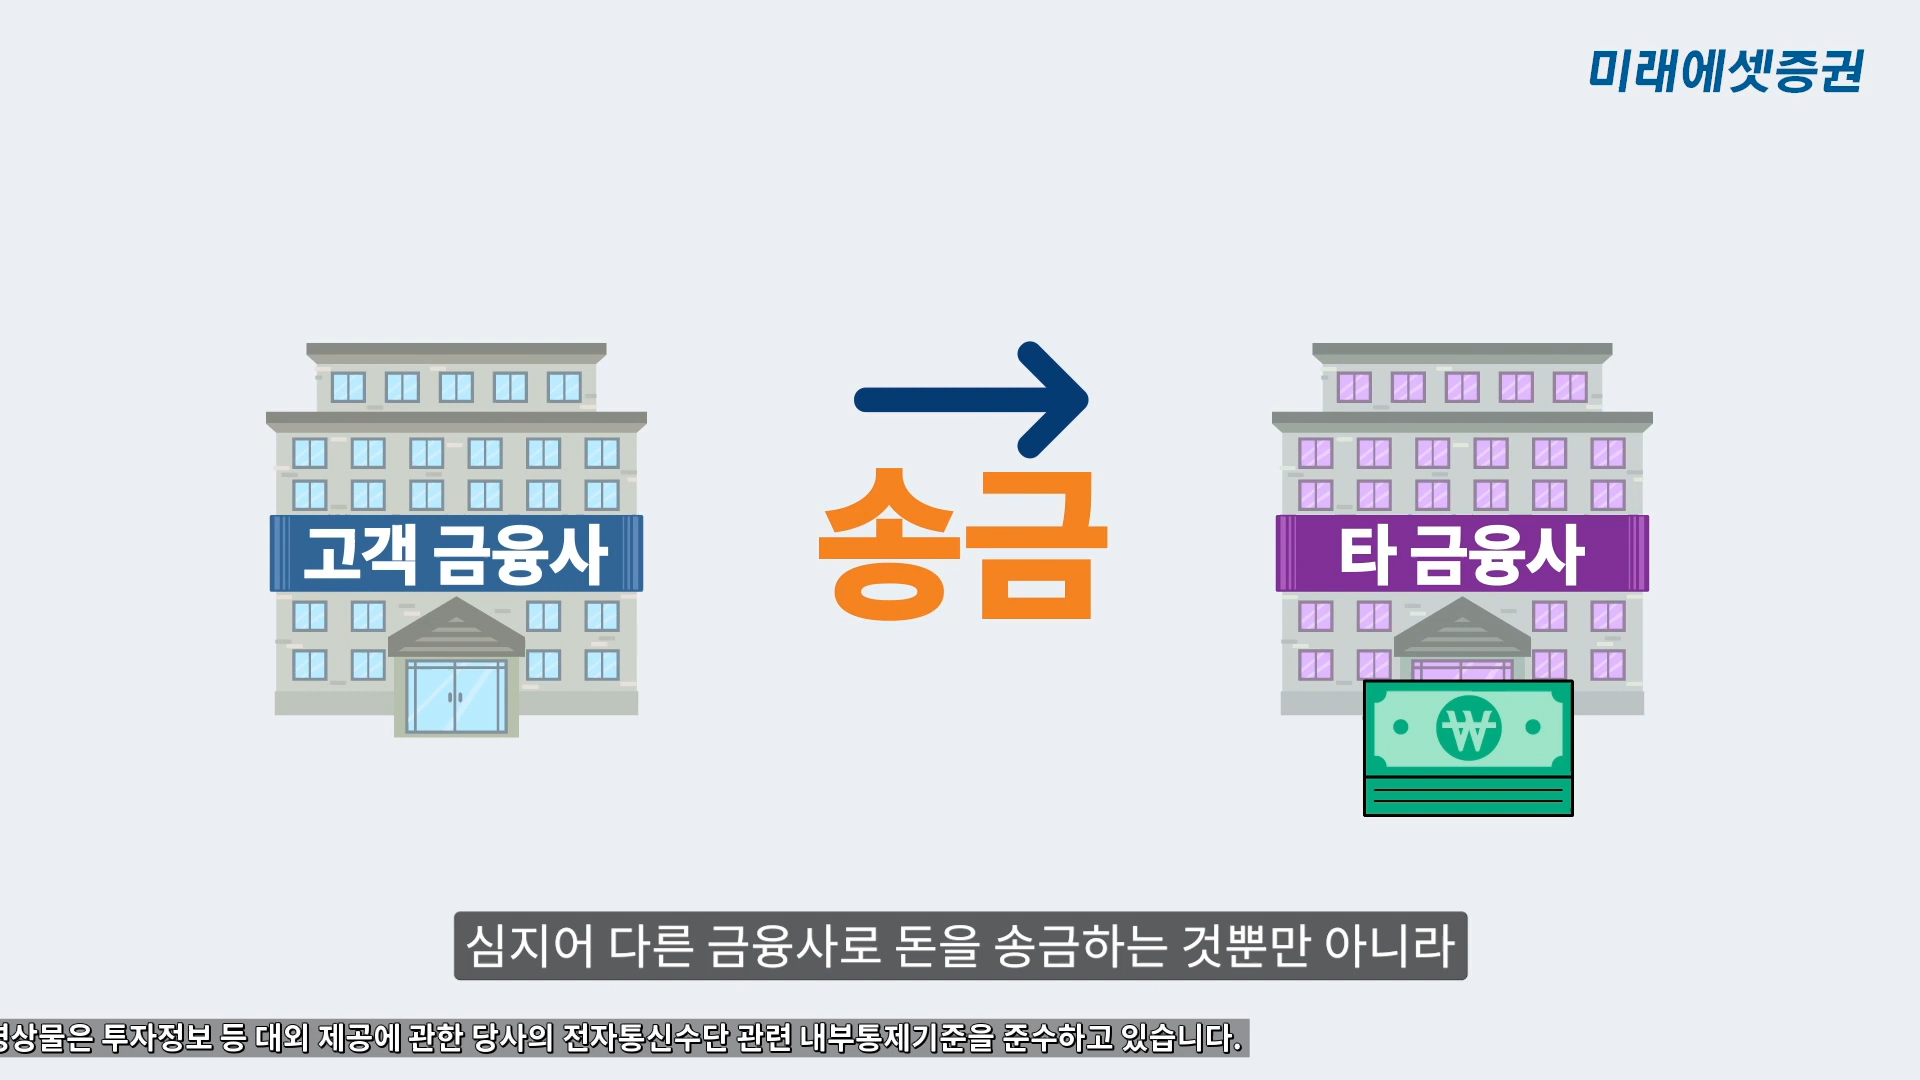 미래에셋증권
송금
고객 금융사
타 금융사
심지어 다른 금융사로 돈을 송금하는 것뿐만 아니라
투자정보 등 대외 제공에 관한 당사의 전자통신수단 관련 내부통제기준을 준수하고 있습니다.